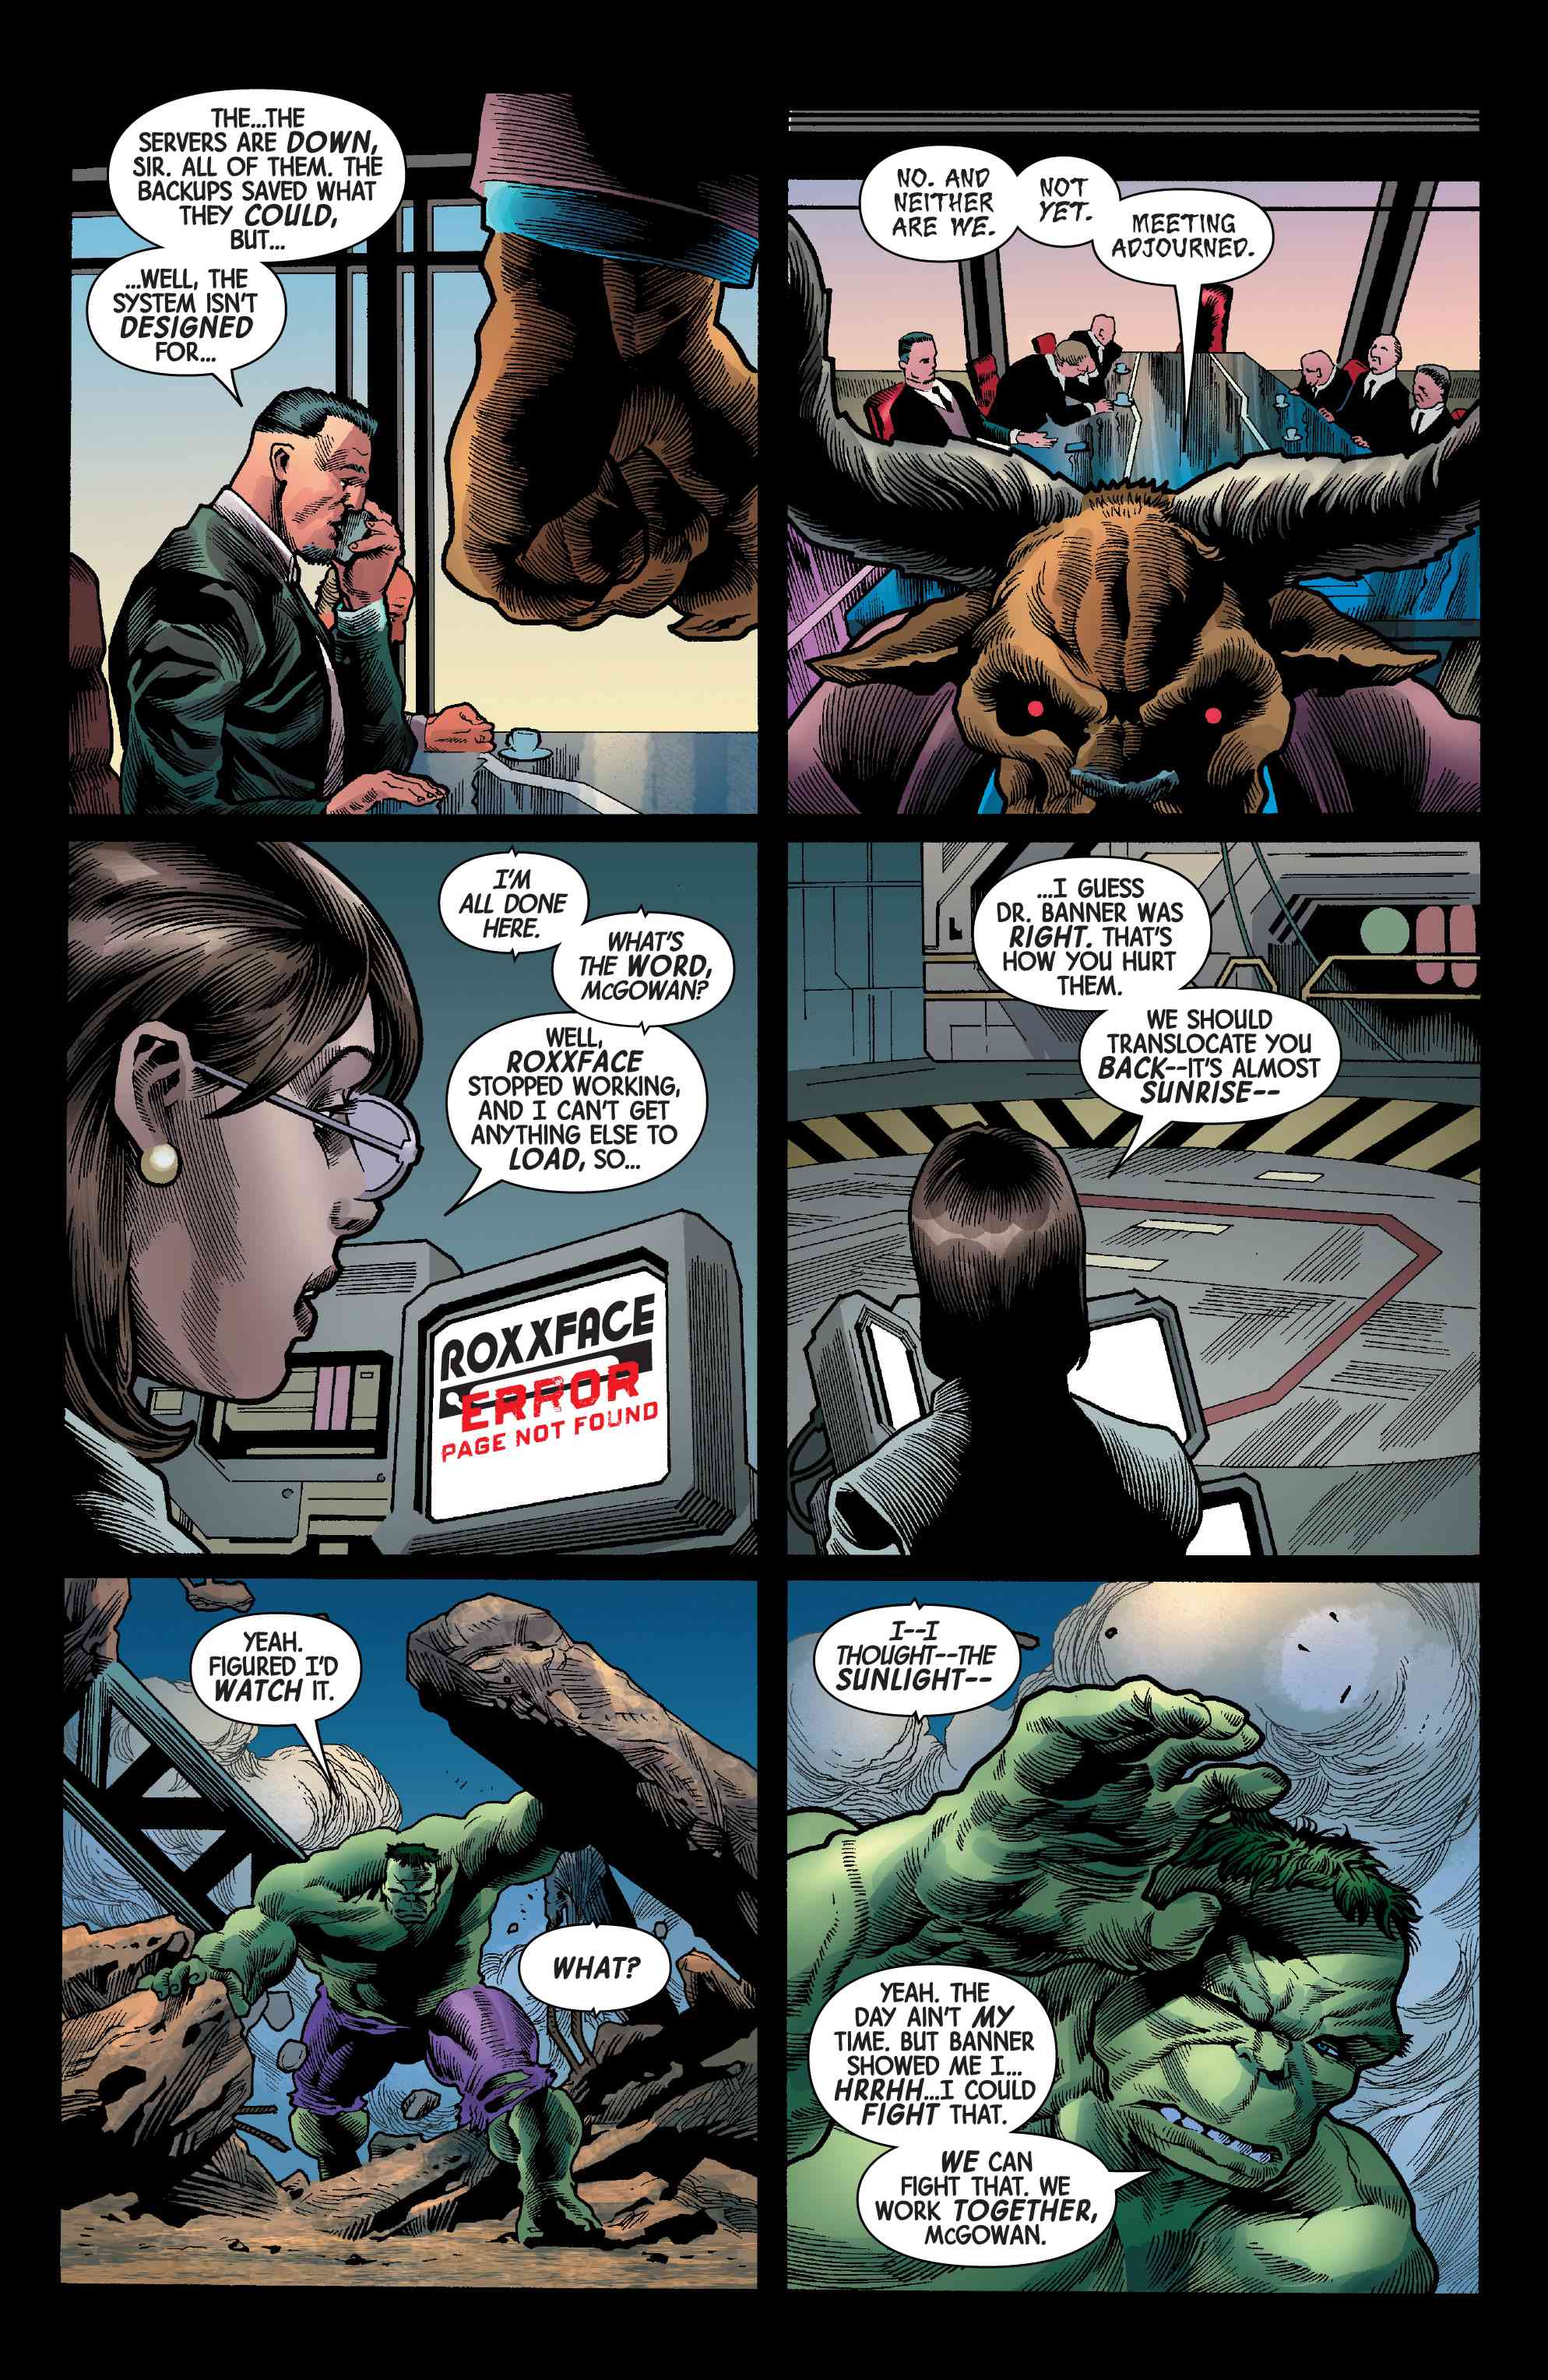 THE...THE
SERVERS ARE DOWN,
SIR. ALL OF THEM. THE
BACKUPS SAVED WHAT
THEY COULD,
BUT...
...WELL, THE
SYSTEM ISN'T
DESIGNED
FOR...
NO. AND
NEITHER
ARE WE.
NOT
YET.
MEETING
ADJOURNED.
I'M
ALL DONE
HERE.
WHAT'S
THE WORD,
McGOWAN?
WELL,
ROXXFACE
STOPPED WORKING,
AND I CAN'T GET
ANYTHING ELSE TO
LOAD, SO...
ROXXFACE
ERROR
PAGE NOT FOUND
...I GUESS
DR. BANNER WAS
RIGHT. THAT'S
HOW YOU HURT
THEM.
WE SHOULD
TRANSLOCATE YOU
BACK--IT'S ALMOST
SUNRISE--
YEAH.
FIGURED I'D
WATCH IT.
WHAT?
I--I
THOUGHT--THE
SUNLIGHT--
YEAH. THE
DAY AIN'T MY
TIME. BUT BANNER
SHOWED ME I...
HRRHH...I COULD
FIGHT THAT.
WE CAN
FIGHT THAT. WE
WORK TOGETHER,
McGOWAN.